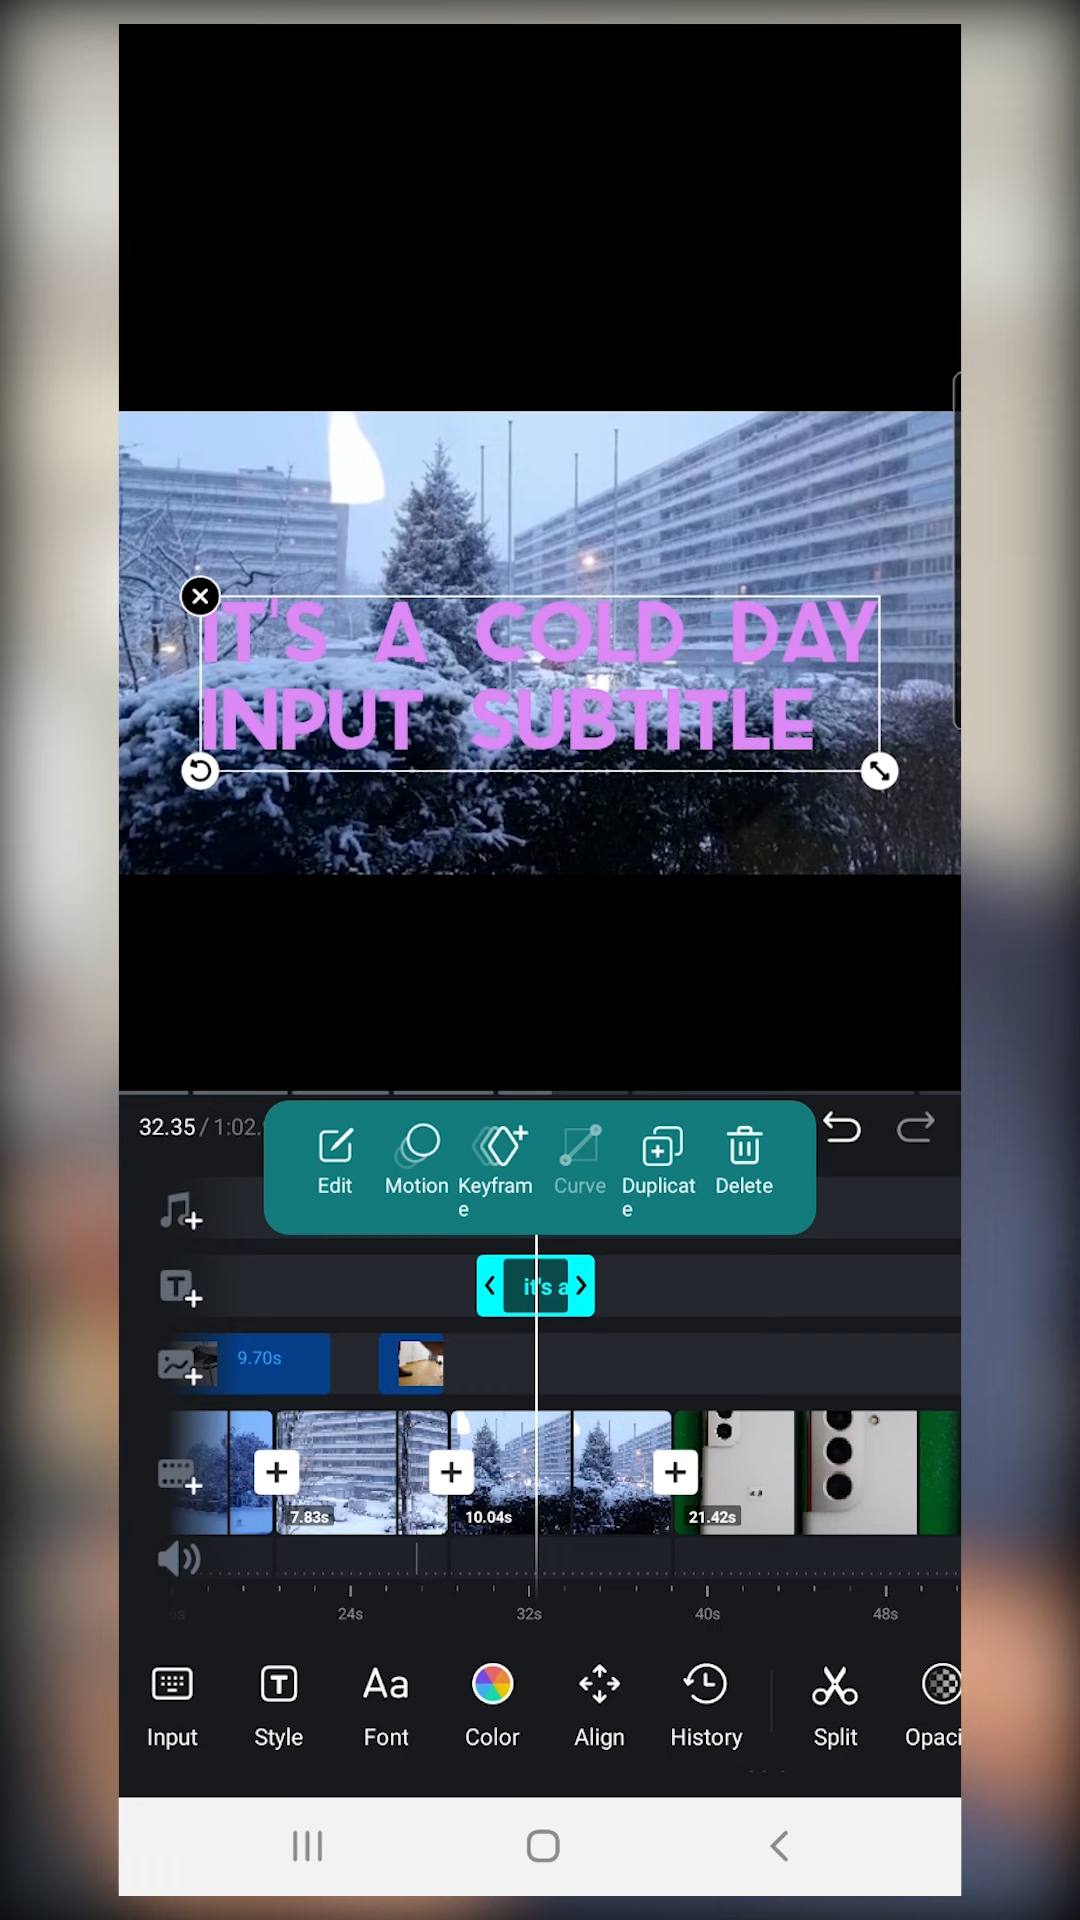 IT'S A COLD DAY
INPUT SUBTITLE
32.35 / 1:02.
Edit
Motion
Keyfram
e
Curve
Duplicat
e
Delete
it's a
9.70s
7.83s
10.04s
21.42s
24s
32s
40s
48s
Input
Style
Font
Color
Align
History
Split
Opaci